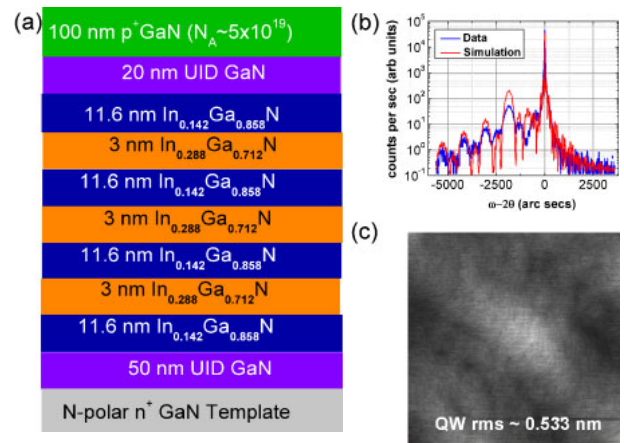 (a)
100 nm p⁺GaN (N_A~5x10¹⁹)
20 nm UID GaN
11.6 nm In₀.₁₄₂Ga₀.₈₅₈N
3 nm In₀.₂₈₈Ga₀.₇₁₂N
11.6 nm In₀.₁₄₂Ga₀.₈₅₈N
3 nm In₀.₂₈₈Ga₀.₇₁₂N
11.6 nm In₀.₁₄₂Ga₀.₈₅₈N
3 nm In₀.₂₈₈Ga₀.₇₁₂N
11.6 nm In₀.₁₄₂Ga₀.₈₅₈N
50 nm UID GaN
N-polar n⁺ GaN Template
(b)
counts per sec (arb units)
10⁵
10⁴
10³
10²
10¹
10⁰
10⁻¹
Data
Simulation
-5000 -2500 0 2500
ω-2θ (arc secs)
(c)
QW rms ~ 0.533 nm